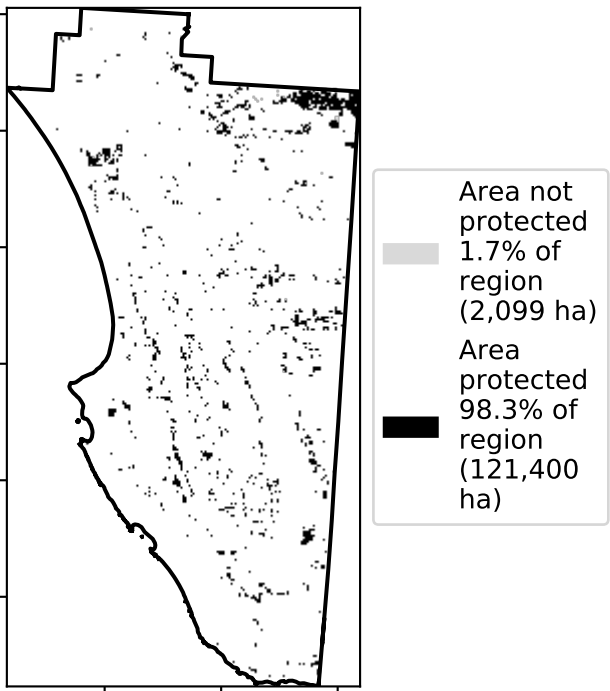 Area not
protected
1.7% of
region
(2,099 ha)
Area
protected
98.3% of
region
(121,400
ha)